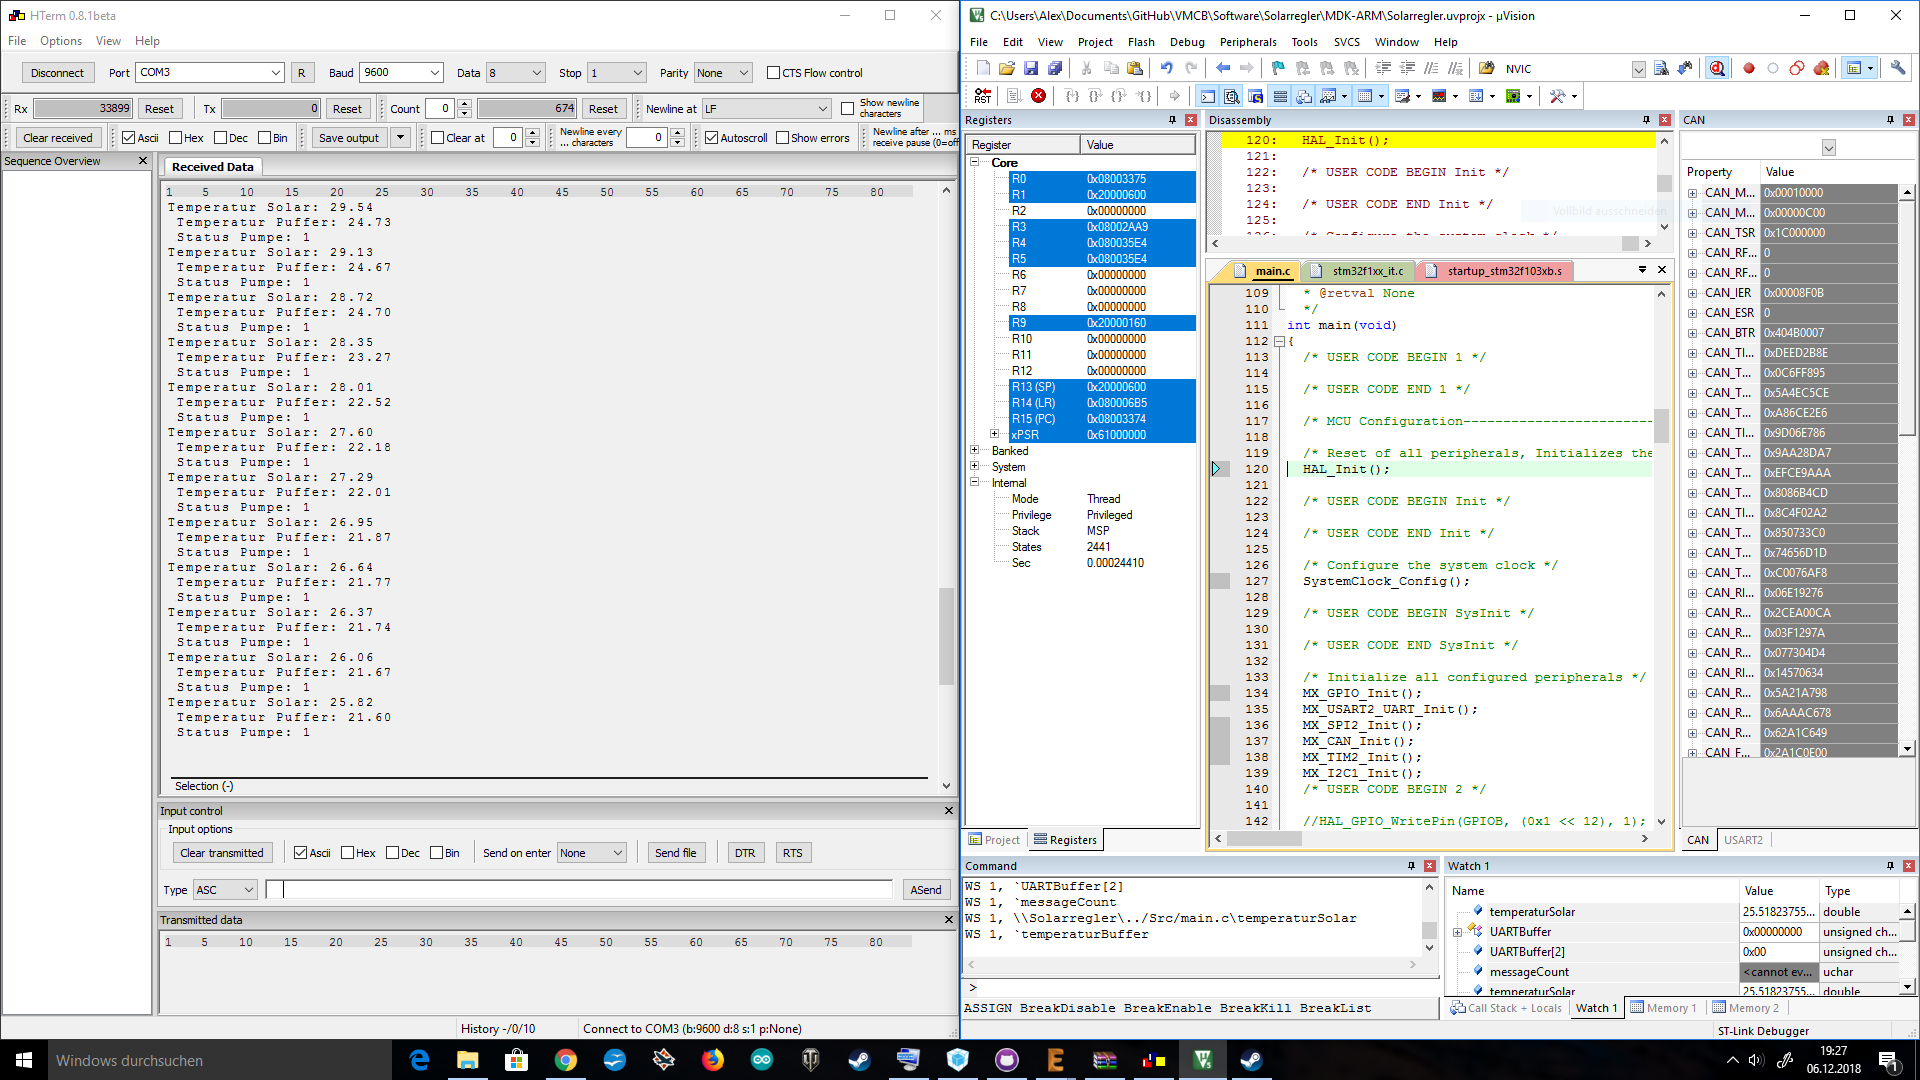 HTerm 0.8.1beta
File Options View Help
Disconnect Port COM3 R Baud 9600 Data 8 Stop 1 Parity None CTS Flow control
Rx 33899 Reset Tx 0 Reset Count 0 674 Reset Newline at LF Show newline characters
Clear received Ascii Hex Dec Bin Save output Clear at 0 Newline every ... characters 0 Autoscroll Show errors Newline after ... ms receive pause (0=off
Sequence Overview
Received Data
1 5 10 15 20 25 30 35 40 45 50 55 60 65 70 75 80
Temperatur Solar: 29.54
Temperatur Puffer: 24.73
Status Pumpe: 1
Temperatur Solar: 29.13
Temperatur Puffer: 24.67
Status Pumpe: 1
Temperatur Solar: 28.72
Temperatur Puffer: 24.70
Status Pumpe: 1
Temperatur Solar: 28.35
Temperatur Puffer: 23.27
Status Pumpe: 1
Temperatur Solar: 28.01
Temperatur Puffer: 22.52
Status Pumpe: 1
Temperatur Solar: 27.60
Temperatur Puffer: 22.18
Status Pumpe: 1
Temperatur Solar: 27.29
Temperatur Puffer: 22.01
Status Pumpe: 1
Temperatur Solar: 26.95
Temperatur Puffer: 21.87
Status Pumpe: 1
Temperatur Solar: 26.64
Temperatur Puffer: 21.77
Status Pumpe: 1
Temperatur Solar: 26.37
Temperatur Puffer: 21.74
Status Pumpe: 1
Temperatur Solar: 26.06
Temperatur Puffer: 21.67
Status Pumpe: 1
Temperatur Solar: 25.82
Temperatur Puffer: 21.60
Status Pumpe: 1
Selection (-)
Input control
Input options
Clear transmitted Ascii Hex Dec Bin Send on enter None Send file DTR RTS
Type ASC ASend
Transmitted data
1 5 10 15 20 25 30 35 40 45 50 55 60 65 70 75 80
History -/0/10 Connect to COM3 (b:9600 d:8 s:1 p:None)
C:\Users\Alex\Documents\GitHub\VMCB\Software\Solarregler\MDK-ARM\Solarregler.uvprojx - µVision
File Edit View Project Flash Debug Peripherals Tools SVCS Window Help
NVIC
RST
Registers
Register Value
Core
R0 0x08003375
R1 0x20000600
R2 0x00000000
R3 0x08002AA9
R4 0x080035E4
R5 0x080035E4
R6 0x00000000
R7 0x00000000
R8 0x00000000
R9 0x20000160
R10 0x00000000
R11 0x00000000
R12 0x00000000
R13 (SP) 0x20000600
R14 (LR) 0x080006B5
R15 (PC) 0x08003374
xPSR 0x61000000
Banked
System
Internal
Mode Thread
Privilege Privileged
Stack MSP
States 2441
Sec 0.00024410
Project Registers
Disassembly
120: HAL_Init();
121:
122: /* USER CODE BEGIN Init */
123:
124: /* USER CODE END Init */
125:
126: /* Configure the system clock */
Vollbild ausschneiden
main.c stm32f1xx_it.c startup_stm32f103xb.s
109 * @retval None
110 */
111 int main(void)
112 {
113 /* USER CODE BEGIN 1 */
114
115 /* USER CODE END 1 */
116
117 /* MCU Configuration------------------------
118
119 /* Reset of all peripherals, Initializes the
120 HAL_Init();
121
122 /* USER CODE BEGIN Init */
123
124 /* USER CODE END Init */
125
126 /* Configure the system clock */
127 SystemClock_Config();
128
129 /* USER CODE BEGIN SysInit */
130
131 /* USER CODE END SysInit */
132
133 /* Initialize all configured peripherals */
134 MX_GPIO_Init();
135 MX_USART2_UART_Init();
136 MX_SPI2_Init();
137 MX_CAN_Init();
138 MX_TIM2_Init();
139 MX_I2C1_Init();
140 /* USER CODE BEGIN 2 */
141
142 //HAL_GPIO_WritePin(GPIOB, (0x1 << 12), 1);
CAN
Property Value
CAN_M... 0x00010000
CAN_M... 0x00000C00
CAN_TSR 0x1C000000
CAN_RF... 0
CAN_RF... 0
CAN_IER 0x00008F0B
CAN_ESR 0
CAN_BTR 0x404B0007
CAN_TI... 0xDEED2B8E
CAN_T... 0x0C6FF895
CAN_T... 0x5A4EC5CE
CAN_T... 0xA86CE2E6
CAN_TI... 0x9D06E786
CAN_T... 0x9AA28DA7
CAN_T... 0xEFCE9AAA
CAN_T... 0x8086B4CD
CAN_TI... 0x8C4F02A2
CAN_T... 0x850733C0
CAN_T... 0x74656D1D
CAN_T... 0xC0076AF8
CAN_RI... 0x06E19276
CAN_R... 0x2CEA00CA
CAN_R... 0x03F1297A
CAN_R... 0x077304D4
CAN_RI... 0x14570634
CAN_R... 0x5A21A798
CAN_R... 0x6AAAC678
CAN_R... 0x62A1C649
CAN_F... 0x2A1C0E00
CAN USART2
Command
WS 1, `UARTBuffer[2]
WS 1, `messageCount
WS 1, \\Solarregler\../Src/main.c\temperaturSolar
WS 1, `temperaturBuffer
>
ASSIGN BreakDisable BreakEnable BreakKill BreakList
Watch 1
Name Value Type
temperaturSolar 25.51823755... double
UARTBuffer 0x00000000 unsigned ch...
UARTBuffer[2] 0x00 unsigned ch...
messageCount <cannot ev... uchar
temperaturSolar 25.51823755... double
Call Stack + Locals Watch 1 Memory 1 Memory 2
ST-Link Debugger
Windows durchsuchen
19:27
06.12.2018
1